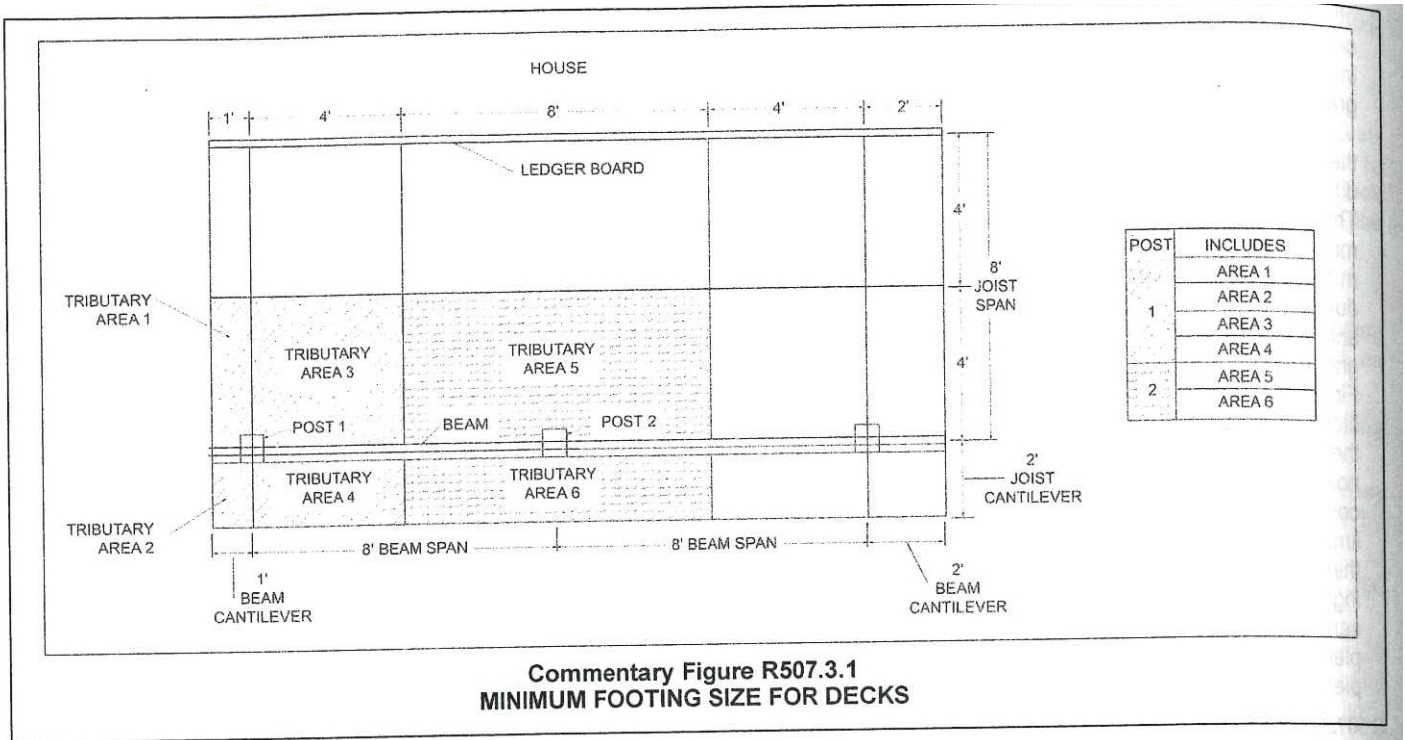 HOUSE
1' 4' 8' 4' 2'
LEDGER BOARD
4'
8'
JOIST
SPAN
4'
TRIBUTARY
AREA 1
TRIBUTARY
AREA 3
TRIBUTARY
AREA 5
POST 1
BEAM
POST 2
TRIBUTARY
AREA 4
TRIBUTARY
AREA 6
2'
JOIST
CANTILEVER
TRIBUTARY
AREA 2
8' BEAM SPAN
8' BEAM SPAN
1'
BEAM
CANTILEVER
2'
BEAM
CANTILEVER
POST INCLUDES
1
AREA 1
AREA 2
AREA 3
AREA 4
2
AREA 5
AREA 6
Commentary Figure R507.3.1
MINIMUM FOOTING SIZE FOR DECKS